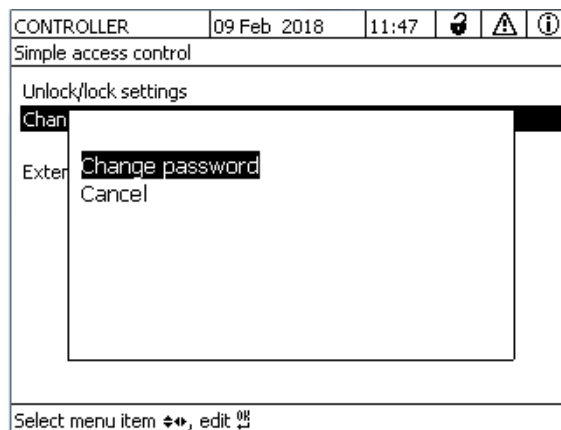 CONTROLLER 09 Feb 2018 11:47
Simple access control
Unlock/lock settings
Chan
Change password
Exter
Cancel
Select menu item, edit OK